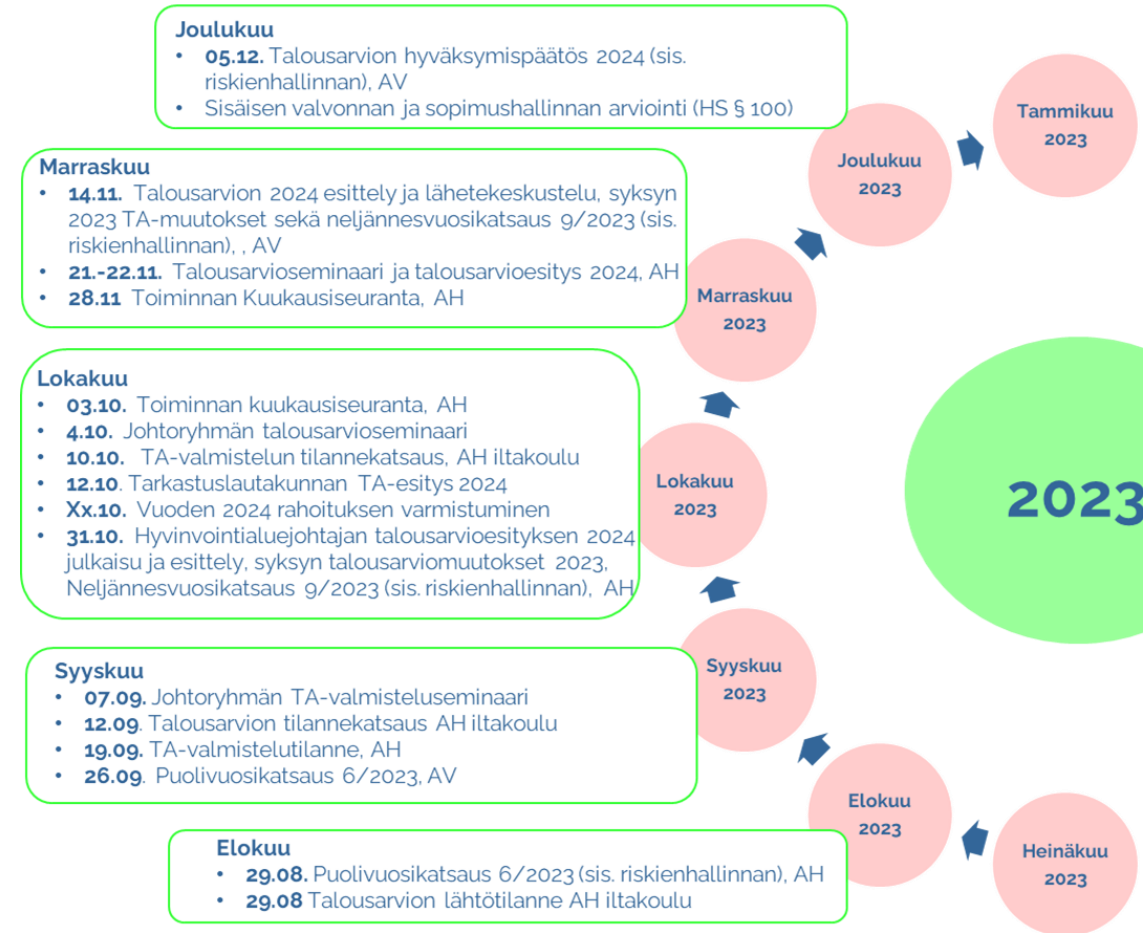 Joulukuu
• 05.12. Talousarvion hyväksymispäätös 2024 (sis.
riskienhallinnan), AV
• Sisäisen valvonnan ja sopimushallinnan arviointi (HS § 100)
Tammikuu
2023
Joulukuu
2023
Marraskuu
• 14.11. Talousarvion 2024 esittely ja lähetekeskustelu, syksyn
2023 TA-muutokset sekä neljännesvuosikatsaus 9/2023 (sis.
riskienhallinnan), , AV
• 21.-22.11. Talousarvioseminaari ja talousarvioesitys 2024, AH
• 28.11 Toiminnan Kuukausiseuranta, AH
Marraskuu
2023
Lokakuu
• 03.10. Toiminnan kuukausiseuranta, AH
• 4.10. Johtoryhmän talousarvioseminaari
• 10.10. TA-valmistelun tilannekatsaus, AH iltakoulu
• 12.10. Tarkastuslautakunnan TA-esitys 2024
• Xx.10. Vuoden 2024 rahoituksen varmistuminen
• 31.10. Hyvinvointialuejohtajan talousarvioesityksen 2024
julkaisu ja esittely, syksyn talousarviomuutokset 2023,
Neljännesvuosikatsaus 9/2023 (sis. riskienhallinnan), AH
Lokakuu
2023
2023
Syyskuu
• 07.09. Johtoryhmän TA-valmisteluseminaari
• 12.09. Talousarvion tilannekatsaus AH iltakoulu
• 19.09. TA-valmistelutilanne, AH
• 26.09. Puolivuosikatsaus 6/2023, AV
Syyskuu
2023
Elokuu
• 29.08. Puolivuosikatsaus 6/2023 (sis. riskienhallinnan), AH
• 29.08 Talousarvion lähtötilanne AH iltakoulu
Elokuu
2023
Heinäkuu
2023